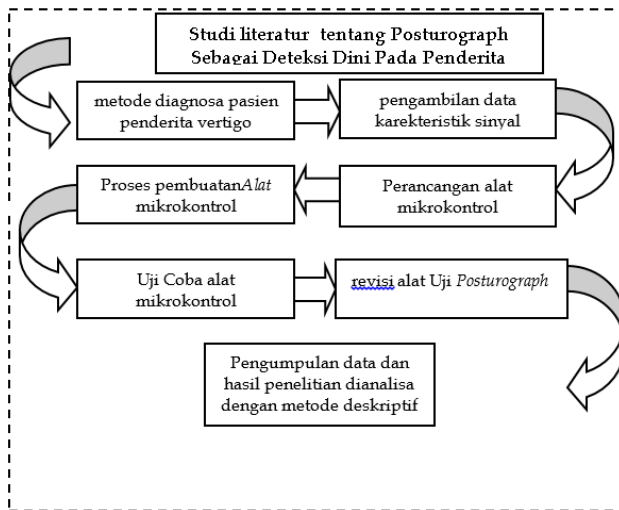 Studi literatur tentang Posturograph
Sebagai Deteksi Dini Pada Penderita
metode diagnosa pasien
penderita vertigo
pengambilan data
karekteristik sinyal
Perancangan alat
mikrokontrol
Proses pembuatanAlat
mikrokontrol
Uji Coba alat
mikrokontrol
revisi alat Uji Posturograph
Pengumpulan data dan
hasil penelitian dianalisa
dengan metode deskriptif